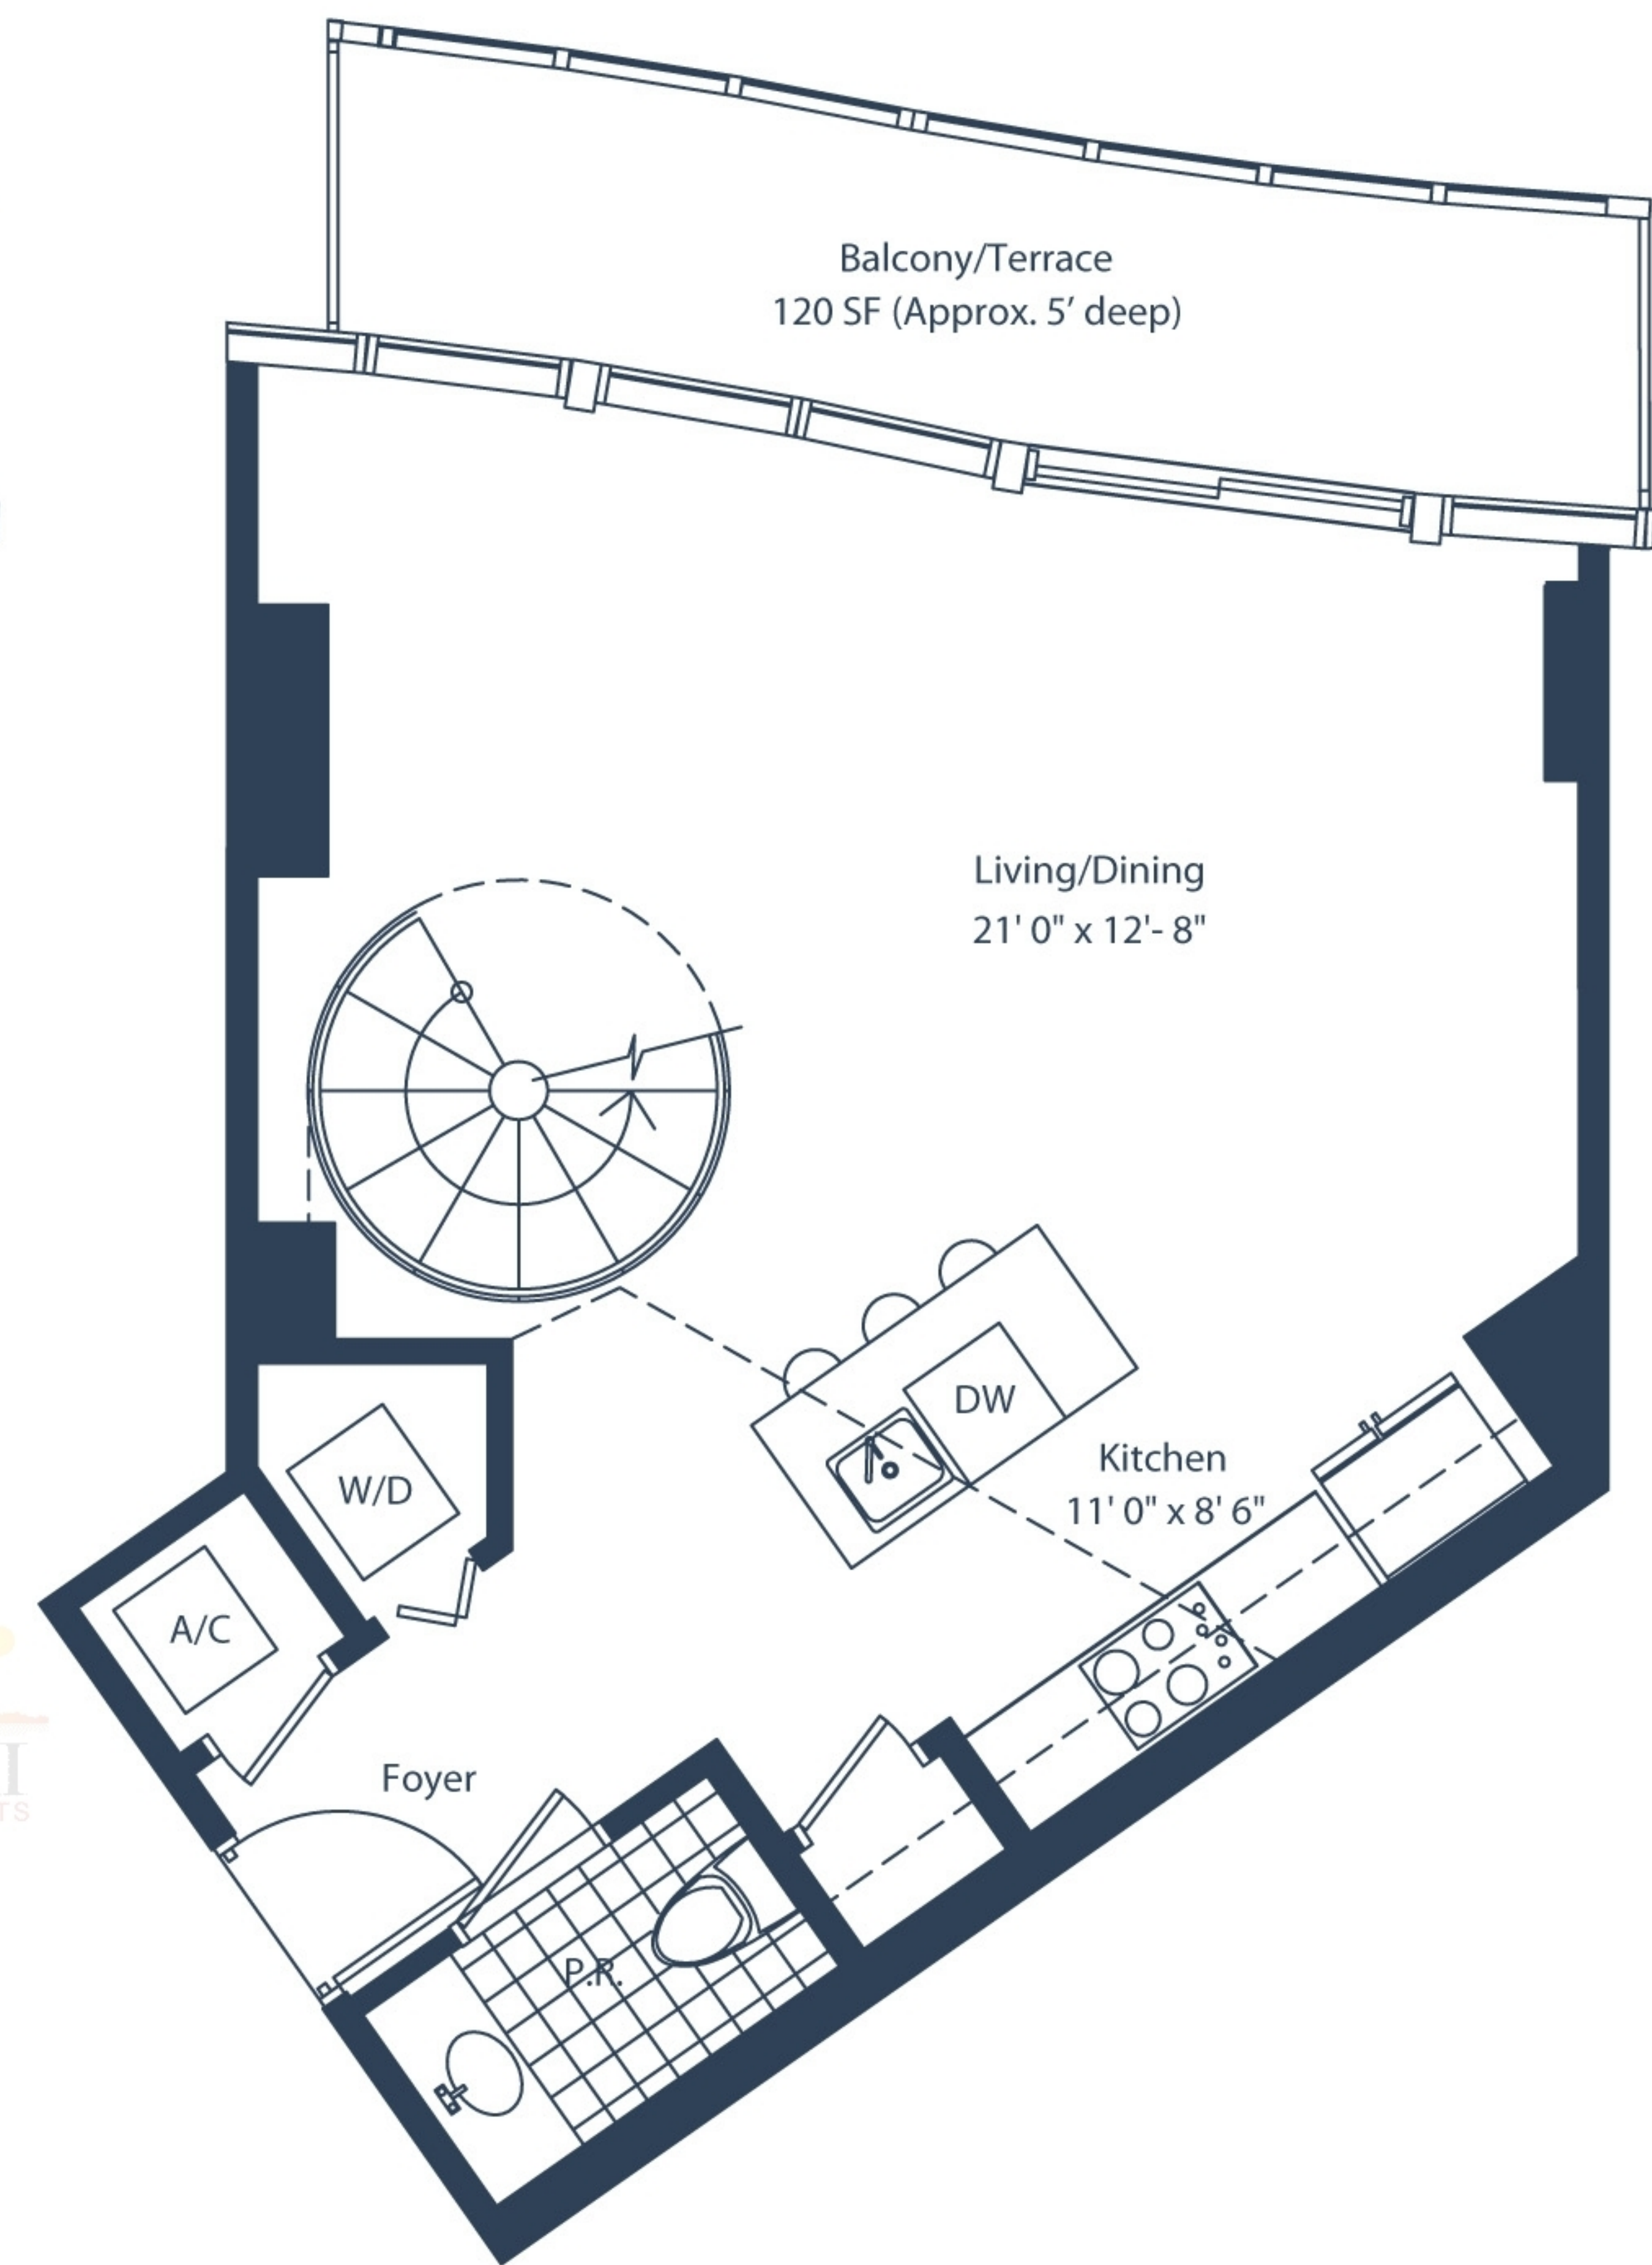 Balcony/Terrace
120 SF (Approx. 5′ deep)
Living/Dining
21' 0" x 12'- 8"
DW
Kitchen
11' 0" x 8' 6"
W/D
A/C
Foyer
P.R.